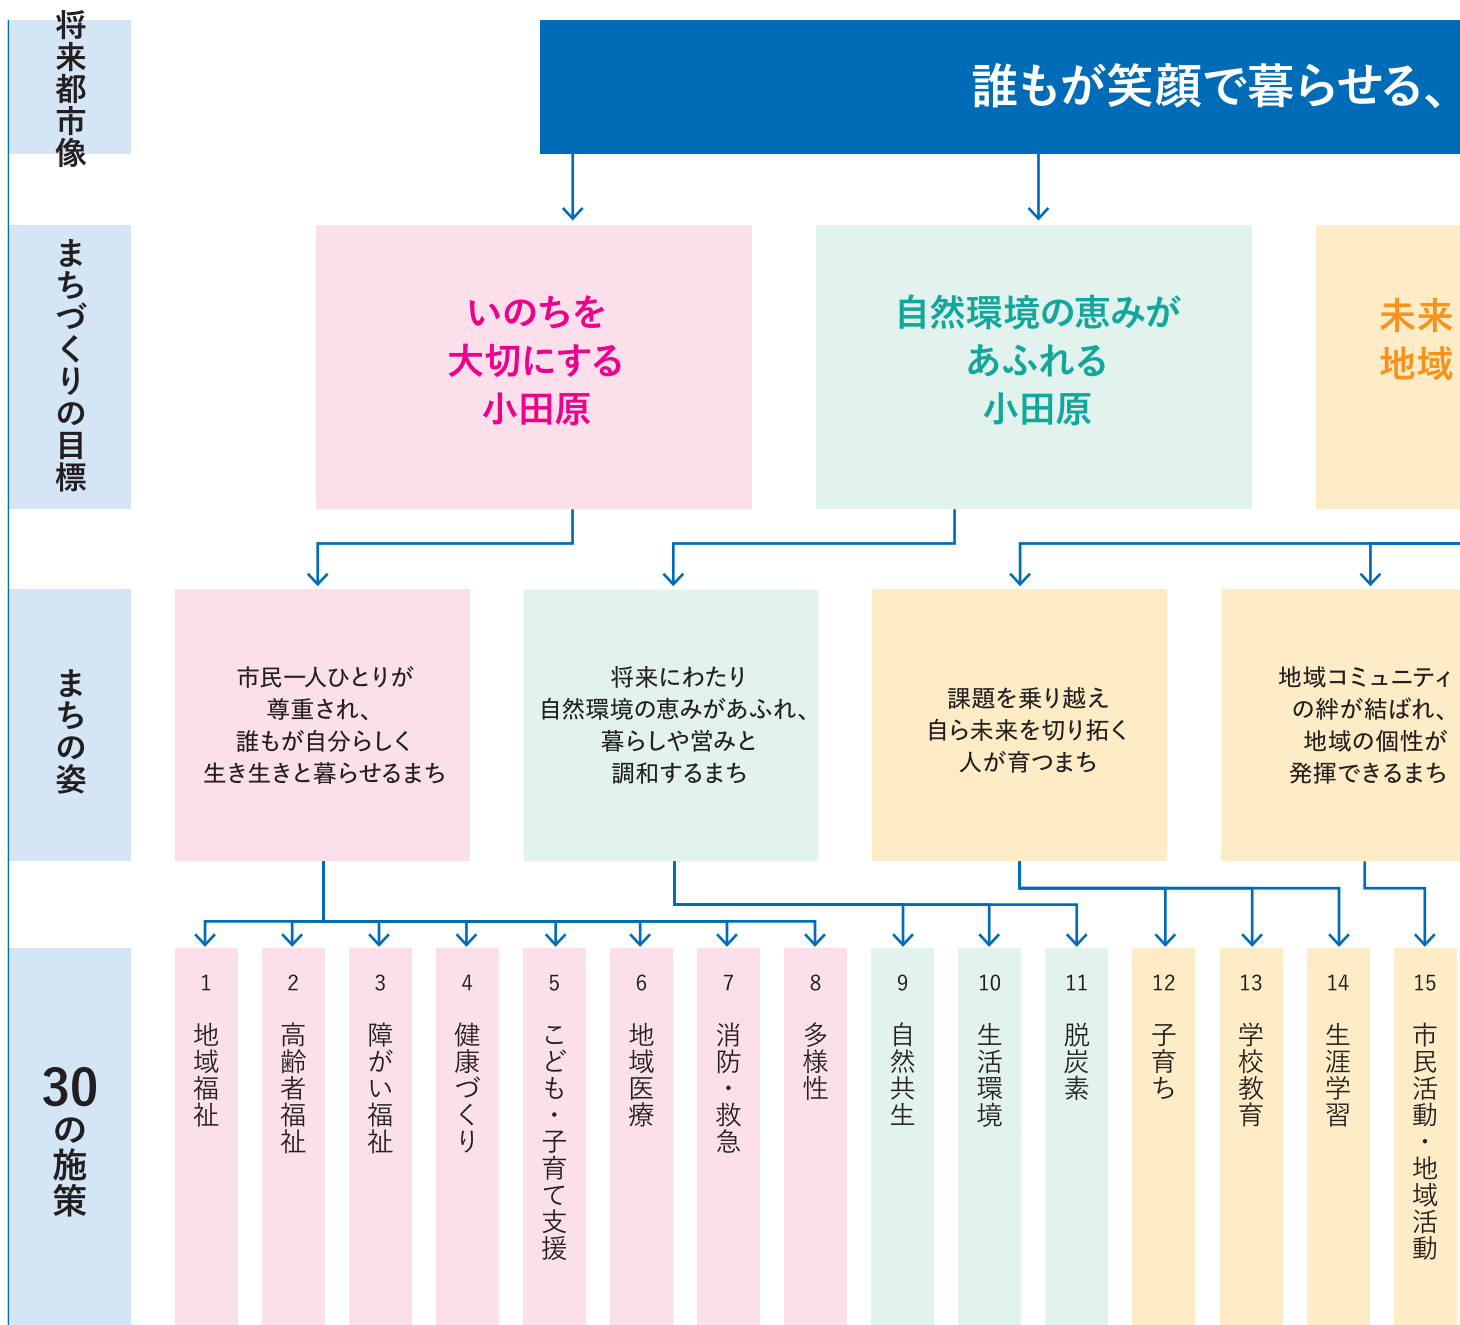 将来都市像
誰もが笑顔で暮らせる、
まちづくりの目標
いのちを
大切にする
小田原
自然環境の恵みが
あふれる
小田原
未来
地域
まちの姿
市民一人ひとりが
尊重され、
誰もが自分らしく
生き生きと暮らせるまち
将来にわたり
自然環境の恵みがあふれ、
暮らしや営みと
調和するまち
課題を乗り越え
自ら未来を切り拓く
人が育つまち
地域コミュニティ
の絆が結ばれ、
地域の個性が
発揮できるまち
30の施策
1
地域福祉
2
高齢者福祉
3
障がい福祉
4
健康づくり
5
こども・子育て支援
6
地域医療
7
消防・救急
8
多様性
9
自然共生
10
生活環境
11
脱炭素
12
子育ち
13
学校教育
14
生涯学習
15
市民活動・地域活動